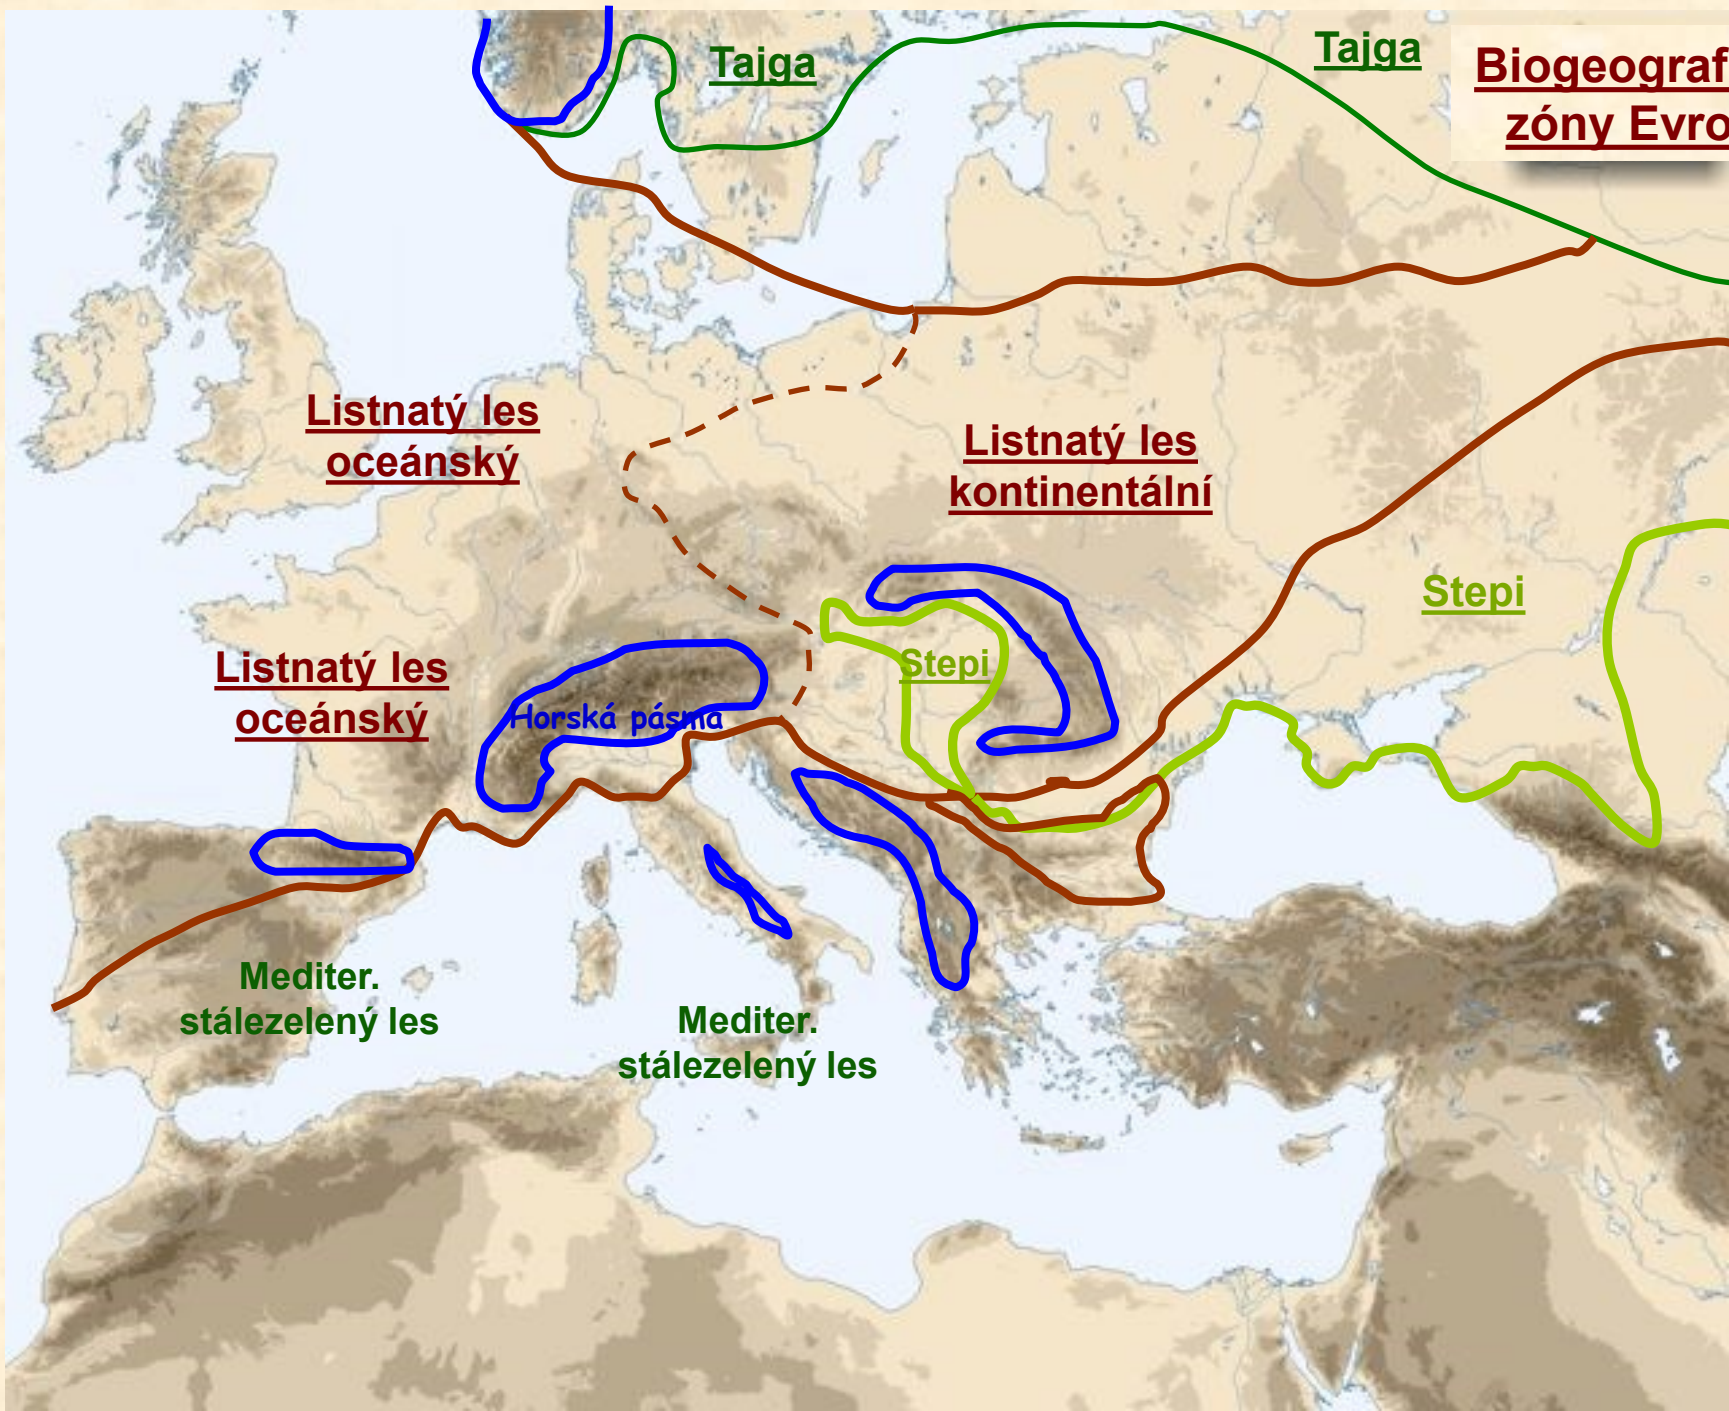 Tajga
Tajga
Biogeograf
zóny Evro
Listnatý les
oceánský
Listnatý les
kontinentální
Stepi
Listnatý les
oceánský
Stepi
Horská pásma
Mediter.
stálezelený les
Mediter.
stálezelený les